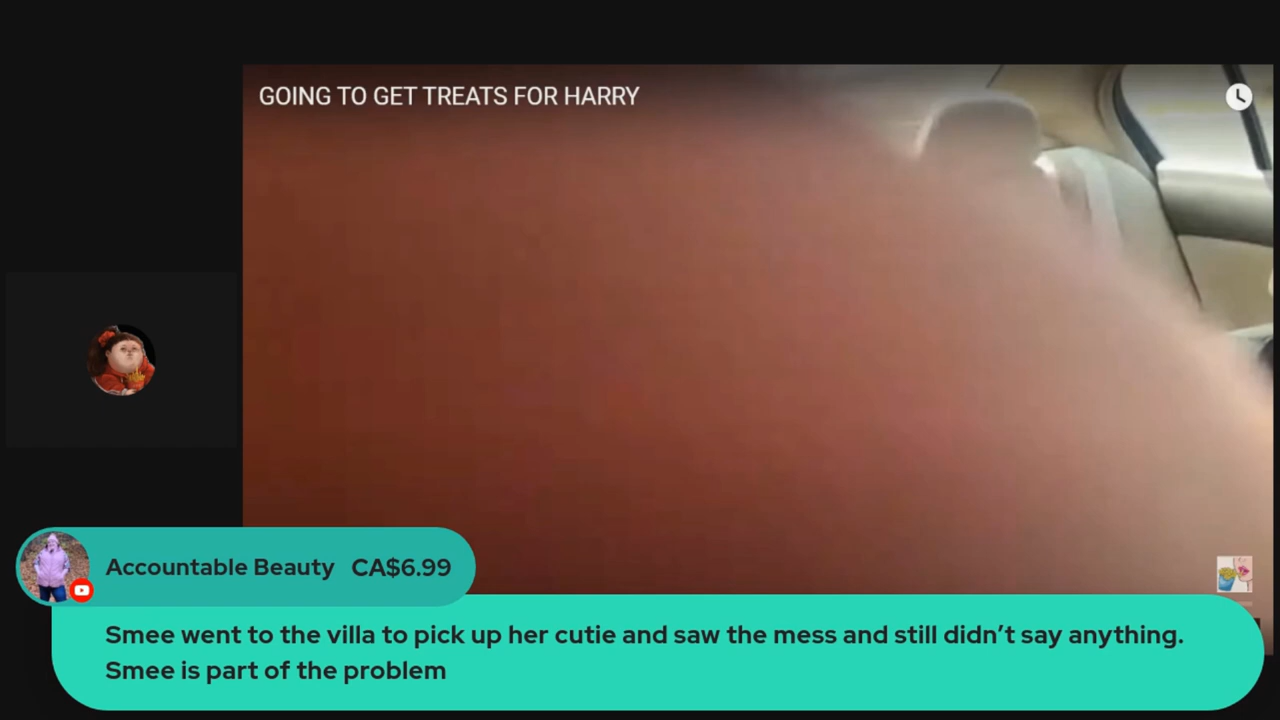 GOING TO GET TREATS FOR HARRY
Accountable Beauty CA$6.99
Smee went to the villa to pick up her cutie and saw the mess and still didn’t say anything.
Smee is part of the problem